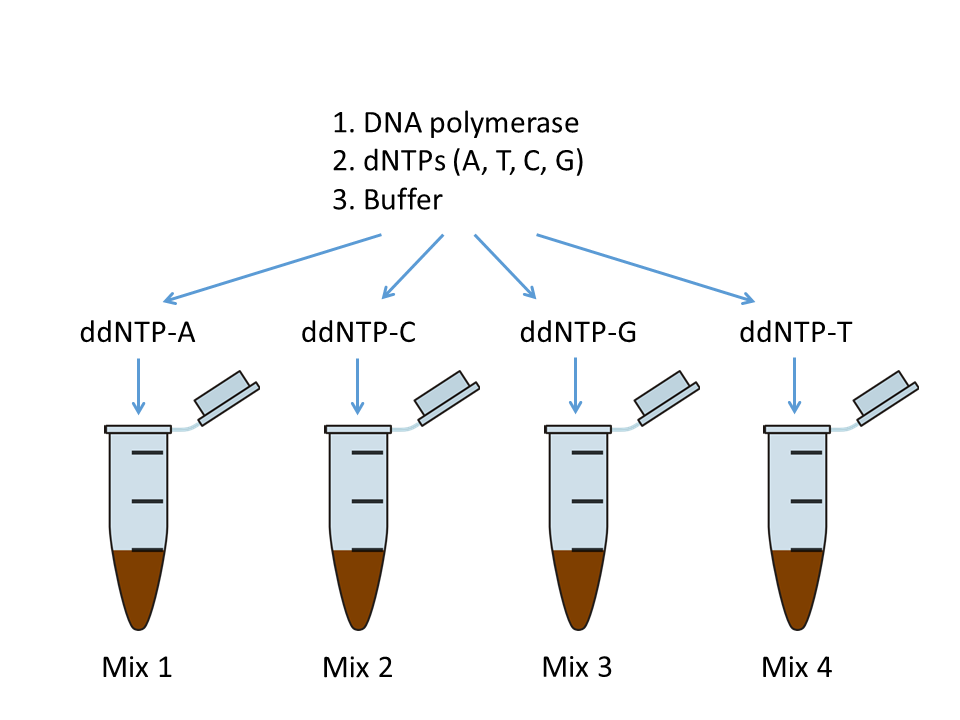 1. DNA polymerase
2. dNTPs (A, T, C, G)
3. Buffer
ddNTP-A ddNTP-C ddNTP-G ddNTP-T
Mix 1 Mix 2 Mix 3 Mix 4